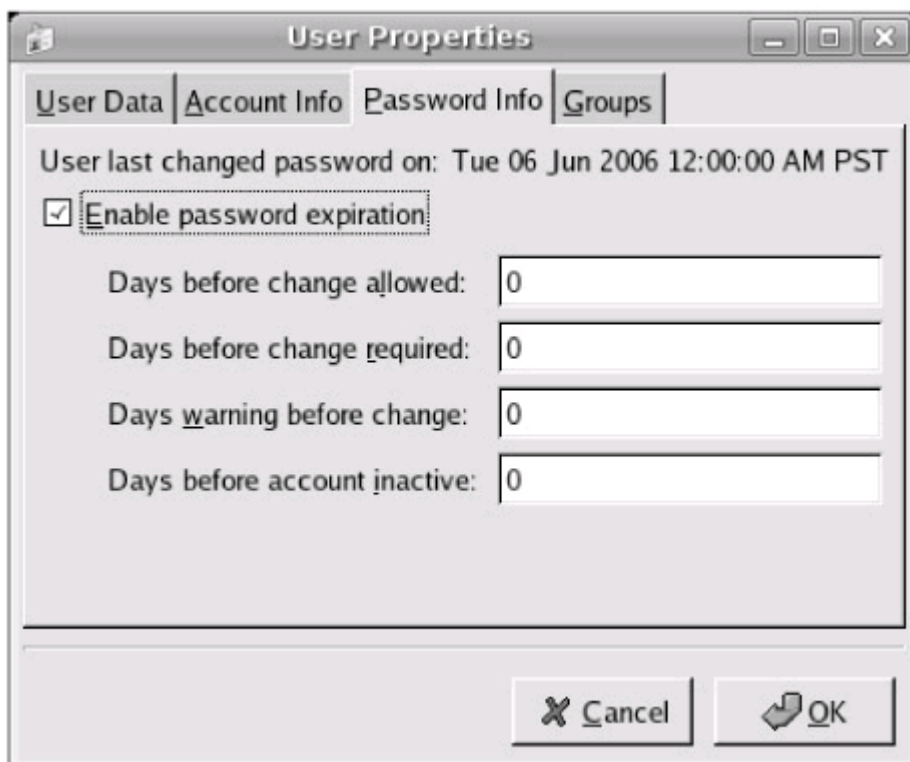 User Properties
User Data Account Info Password Info Groups
User last changed password on: Tue 06 Jun 2006 12:00:00 AM PST
Enable password expiration
Days before change allowed: 0
Days before change required: 0
Days warning before change: 0
Days before account inactive: 0
Cancel OK